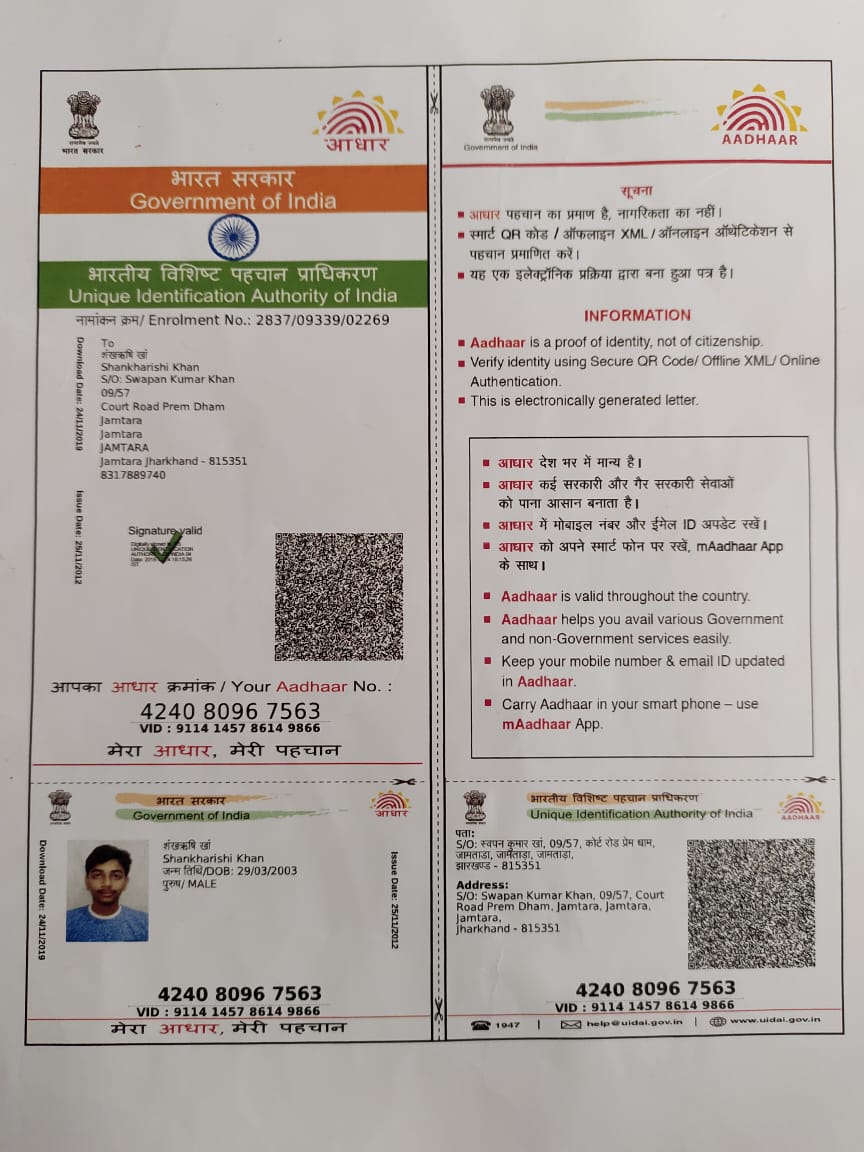 सत्यमेव जयते
भारत सरकार
आधार
भारत सरकार
Government of India
भारतीय विशिष्ट पहचान प्राधिकरण
Unique Identification Authority of India
नामांकन क्रम/ Enrolment No.: 2837/09339/02269
Download Date: 24/11/2019
Issue Date: 25/11/2012
To
शंखऋषि खां
Shankharishi Khan
S/O: Swapan Kumar Khan
09/57
Court Road Prem Dham
Jamtara
Jamtara
JAMTARA
Jamtara Jharkhand - 815351
8317889740
Signature valid
आपका आधार क्रमांक / Your Aadhaar No. :
4240 8096 7563
VID : 9114 1457 8614 9866
मेरा आधार, मेरी पहचान
Government of India
AADHAAR
सूचना
आधार पहचान का प्रमाण है, नागरिकता का नहीं।
स्मार्ट QR कोड / ऑफलाइन XML / ऑनलाइन ऑथेंटिकेशन से
पहचान प्रमाणित करें।
यह एक इलेक्ट्रॉनिक प्रक्रिया द्वारा बना हुआ पत्र है।
INFORMATION
Aadhaar is a proof of identity, not of citizenship.
Verify identity using Secure QR Code/ Offline XML/ Online
Authentication.
This is electronically generated letter.
आधार देश भर में मान्य है।
आधार कई सरकारी और गैर सरकारी सेवाओं
को पाना आसान बनाता है।
आधार में मोबाइल नंबर और ईमेल ID अपडेट रखें।
आधार को अपने स्मार्ट फोन पर रखें, mAadhaar App
के साथ।
Aadhaar is valid throughout the country.
Aadhaar helps you avail various Government
and non-Government services easily.
Keep your mobile number & email ID updated
in Aadhaar.
Carry Aadhaar in your smart phone – use
mAadhaar App.
भारत सरकार
Government of India
आधार
Download Date: 24/11/2019
शंखऋषि खां
Shankharishi Khan
जन्म तिथि/DOB: 29/03/2003
पुरुष/ MALE
Issue Date: 25/11/2012
4240 8096 7563
VID : 9114 1457 8614 9866
मेरा आधार, मेरी पहचान
भारतीय विशिष्ट पहचान प्राधिकरण
Unique Identification Authority of India
AADHAAR
पता:
S/O: स्वपन कुमार खां, 09/57, कोर्ट रोड प्रेम धाम,
जामताडा, जामताडा, जामताड़ा,
झारखण्ड - 815351
Address:
S/O: Swapan Kumar Khan, 09/57, Court
Road Prem Dham, Jamtara, Jamtara,
Jamtara,
Jharkhand - 815351
4240 8096 7563
VID : 9114 1457 8614 9866
1947 | help@uidai.gov.in | www.uidai.gov.in